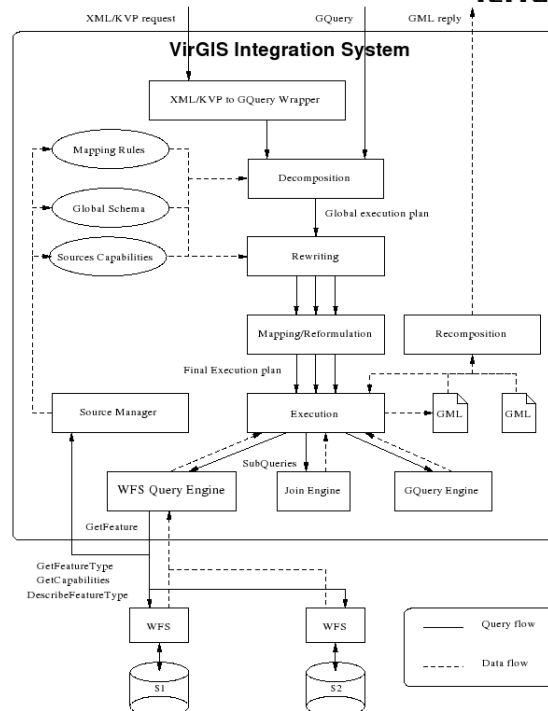 XML/KVP request
GQuery
GML reply
VirGIS Integration System
XML/KVP to GQuery Wrapper
Mapping Rules
Decomposition
Global Schema
Global execution plan
Sources Capabilities
Rewriting
Mapping/Reformulation
Recomposition
Final Execution plan
Source Manager
Execution
GML
GML
SubQueries
WFS Query Engine
Join Engine
GQuery Engine
GetFeature
GetFeatureType
GetCapabilities
DescribeFeatureType
WFS
WFS
Query flow
Data flow
S1
S2